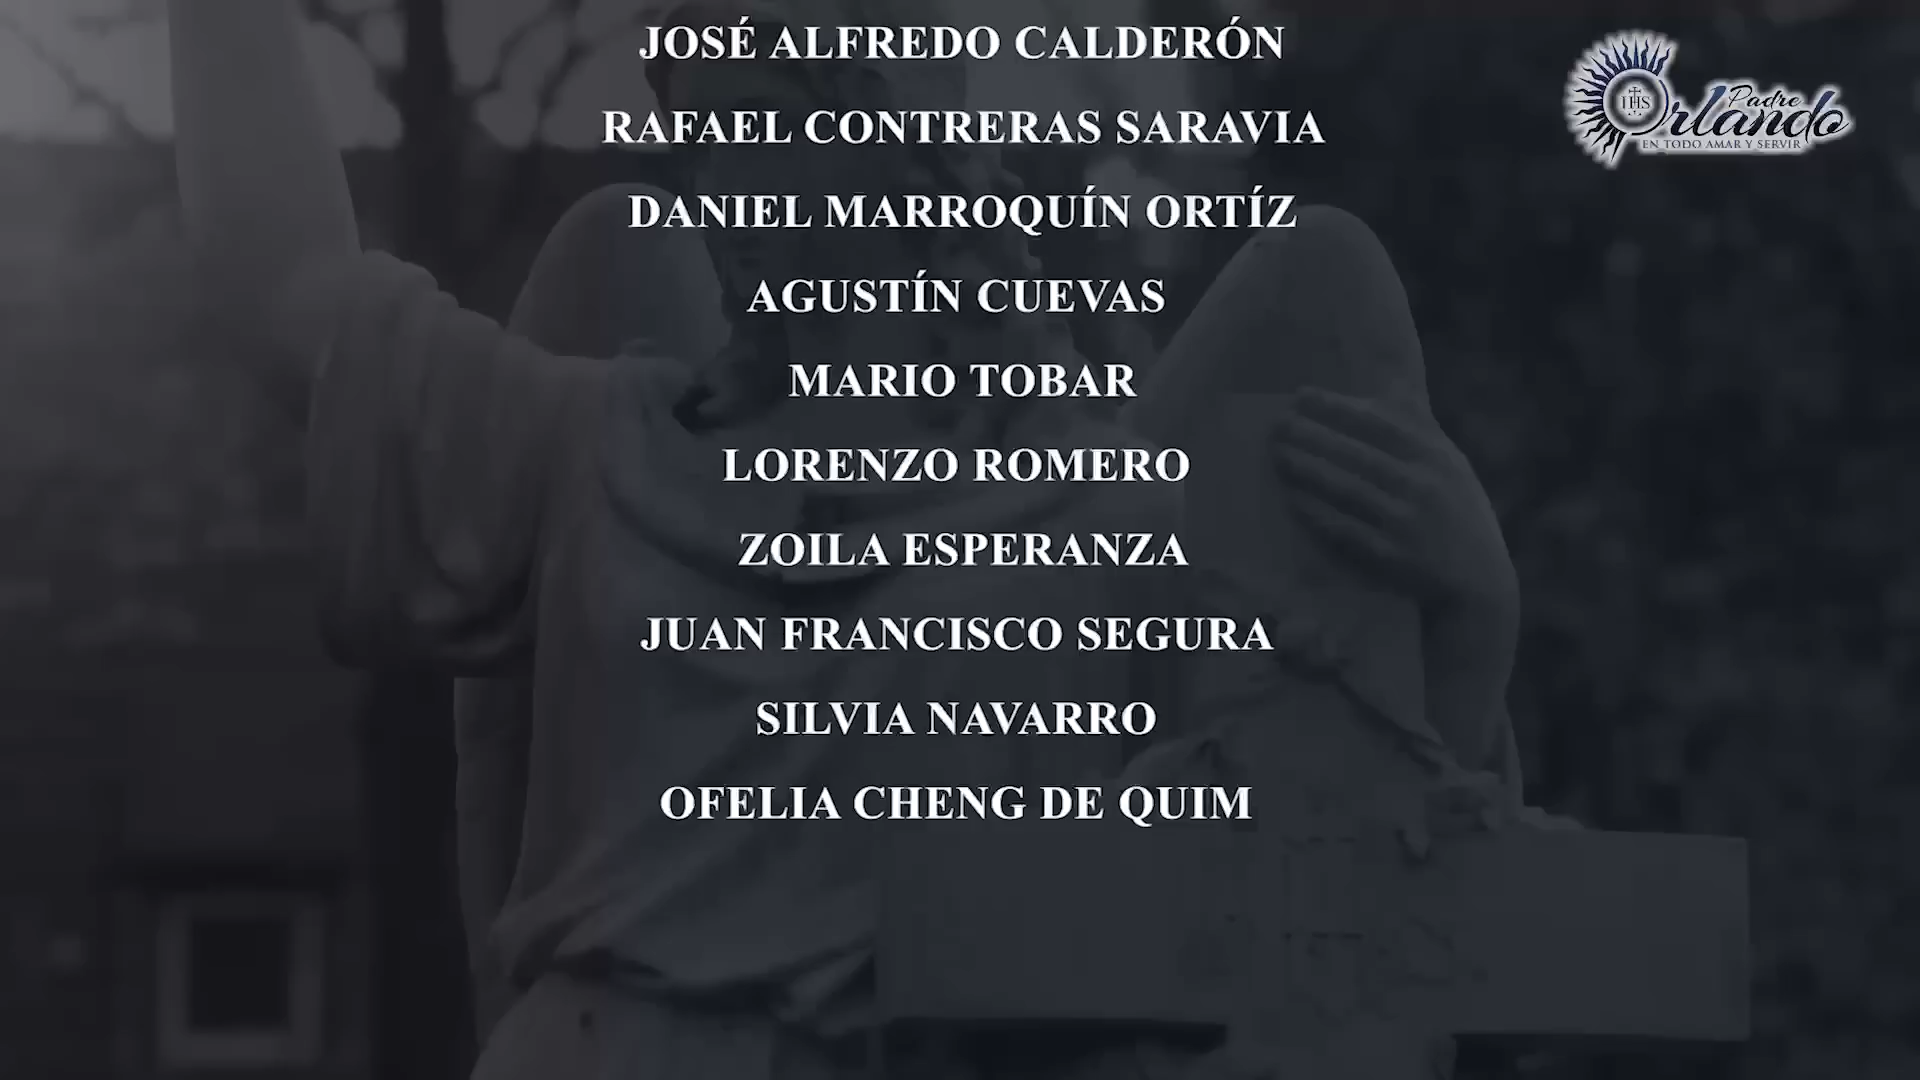 JOSÉ ALFREDO CALDERÓN
RAFAEL CONTRERAS SARAVIA
DANIEL MARROQUÍN ORTÍZ
AGUSTÍN CUEVAS
MARIO TOBAR
LORENZO ROMERO
ZOILA ESPERANZA
JUAN FRANCISCO SEGURA
SILVIA NAVARRO
OFELIA CHENG DE QUIM
IHS
Padre
Orlando
EN TODO AMAR Y SERVIR